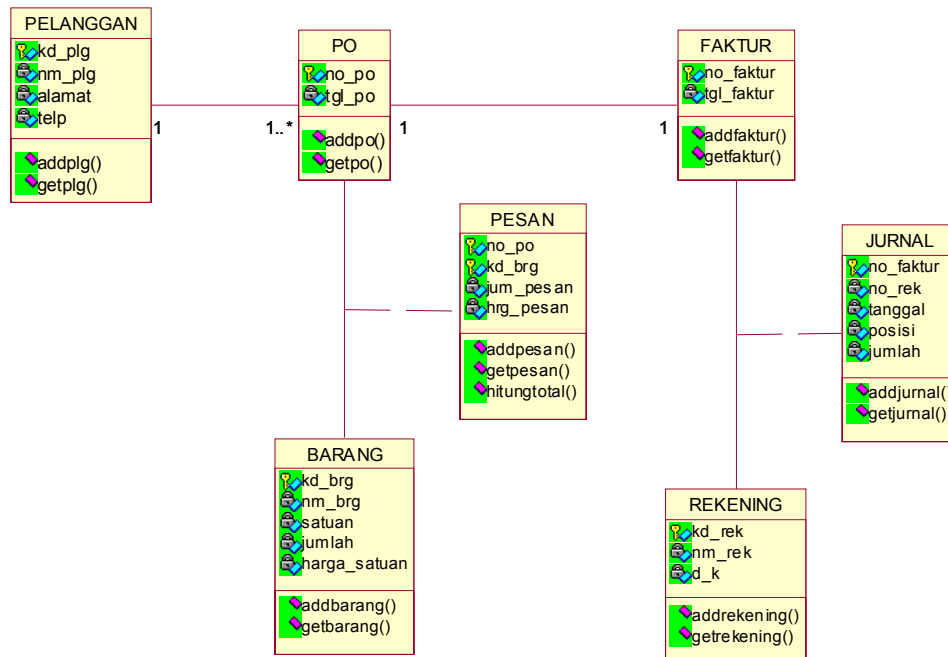 PELANGGAN
kd_plg
nm_plg
alamat
telp
addplg()
getplg()
1
1..*
PO
no_po
tgl_po
addpo()
getpo()
1
1
FAKTUR
no_faktur
tgl_faktur
addfaktur()
getfaktur()
PESAN
no_po
kd_brg
jum_pesan
hrg_pesan
addpesan()
getpesan()
hitungtotal()
JURNAL
no_faktur
no_rek
tanggal
posisi
jumlah
addjurnal()
getjurnal()
BARANG
kd_brg
nm_brg
satuan
jumlah
harga_satuan
addbarang()
getbarang()
REKENING
kd_rek
nm_rek
d_k
addrekening()
getrekening()